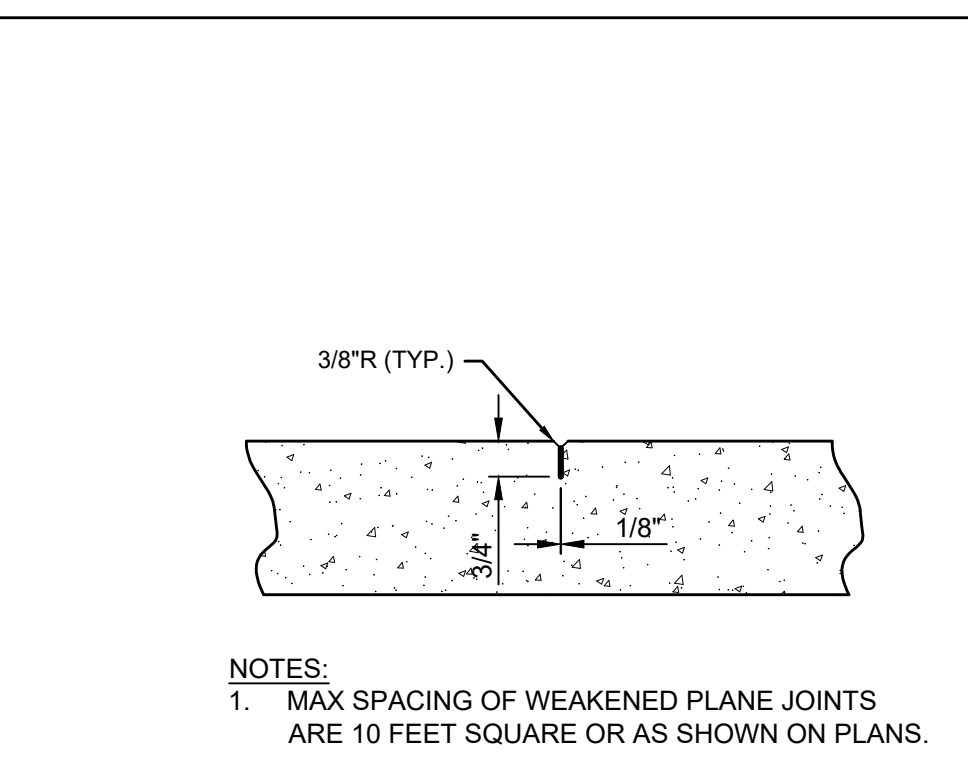 3/8"R (TYP.)
1/8"
3/4"
NOTES:
1. MAX SPACING OF WEAKENED PLANE JOINTS
ARE 10 FEET SQUARE OR AS SHOWN ON PLANS.